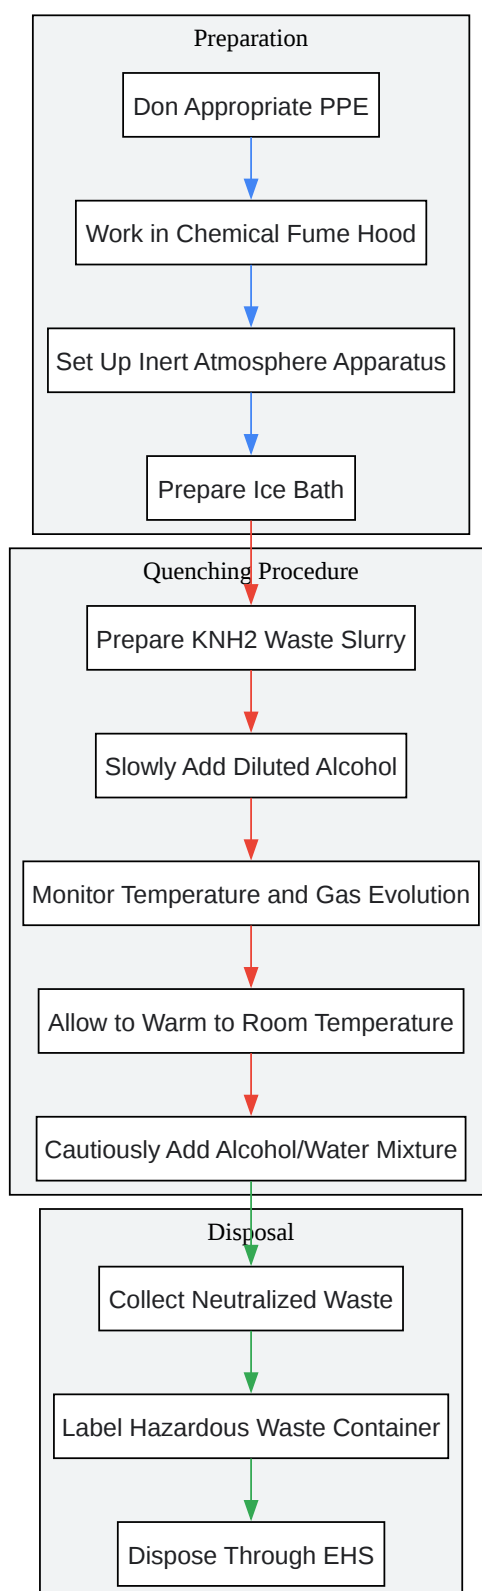 Preparation
Don Appropriate PPE
Work in Chemical Fume Hood
Set Up Inert Atmosphere Apparatus
Prepare Ice Bath
Quenching Procedure
Prepare KNH2 Waste Slurry
Slowly Add Diluted Alcohol
Monitor Temperature and Gas Evolution
Allow to Warm to Room Temperature
Cautiously Add Alcohol/Water Mixture
Disposal
Collect Neutralized Waste
Label Hazardous Waste Container
Dispose Through EHS